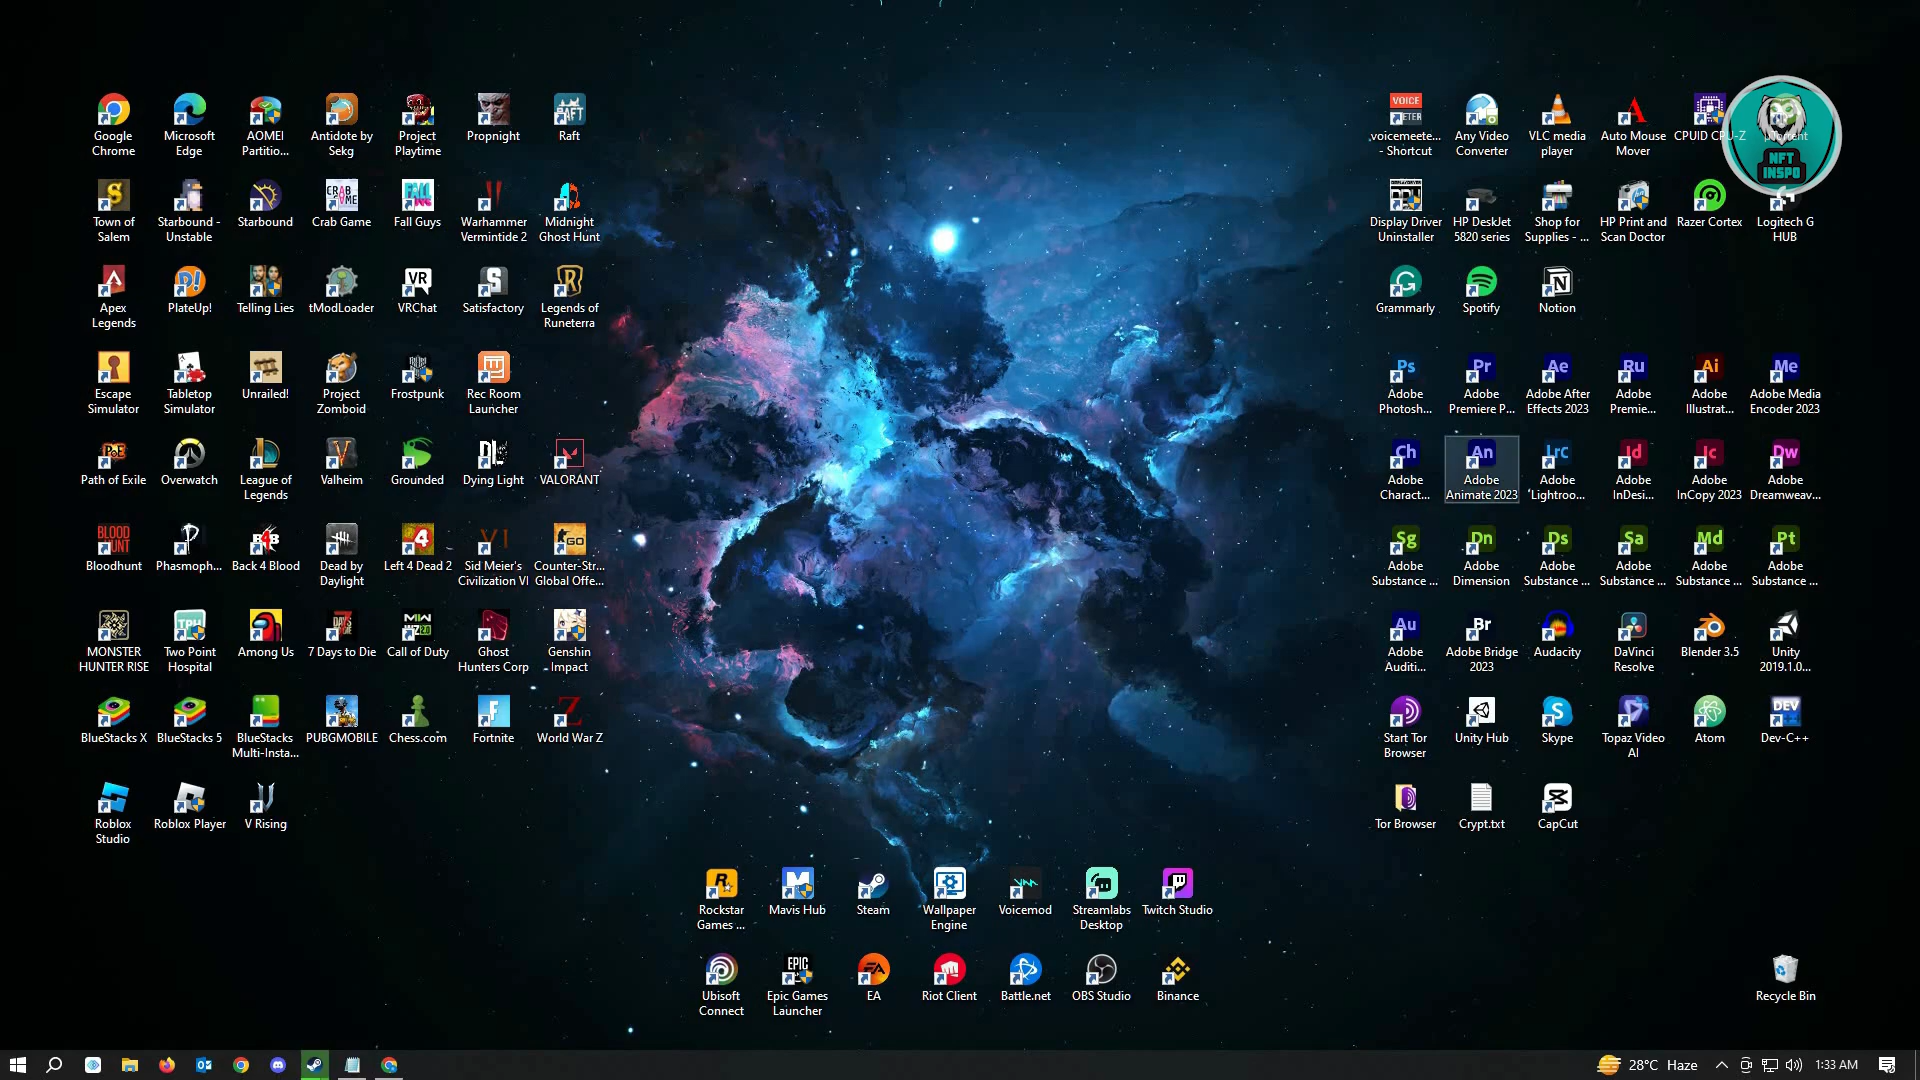 Google
Chrome
Microsoft
Edge
AOMEI
Partitio...
Antidote by
Sekg
Project
Playtime
Propnight
Raft
Town of
Salem
Starbound -
Unstable
Starbound
Crab Game
Fall Guys
Warhammer
Vermintide 2
Midnight
Ghost Hunt
Apex
Legends
PlateUp!
Telling Lies
tModLoader
VRChat
Satisfactory
Legends of
Runeterra
Escape
Simulator
Tabletop
Simulator
Unrailed!
Project
Zomboid
Frostpunk
Rec Room
Launcher
Path of Exile
Overwatch
League of
Legends
Valheim
Grounded
Dying Light
VALORANT
Bloodhunt
Phasmoph...
Back 4 Blood
Dead by
Daylight
Left 4 Dead 2
Sid Meier's
Civilization VI
Counter-Str...
Global Offe...
MONSTER
HUNTER RISE
Two Point
Hospital
Among Us
7 Days to Die
Call of Duty
Ghost
Hunters Corp
Genshin
Impact
BlueStacks X
BlueStacks 5
BlueStacks
Multi-Insta...
PUBGMOBILE
Chess.com
Fortnite
World War Z
Roblox
Studio
Roblox Player
V Rising
voicemeete...
- Shortcut
Any Video
Converter
VLC media
player
Auto Mouse
Mover
CPUID CPU-Z
µTorrent
NFT
INSPO
Display Driver
Uninstaller
HP DeskJet
5820 series
Shop for
Supplies - ...
HP Print and
Scan Doctor
Razer Cortex
Logitech G
HUB
Grammarly
Spotify
Notion
Adobe
Photosh...
Adobe
Premiere P...
Adobe After
Effects 2023
Adobe
Premie...
Adobe
Illustrat...
Adobe Media
Encoder 2023
Adobe
Charact...
Adobe
Animate 2023
Adobe
Lightroo...
Adobe
InDesi...
Adobe
InCopy 2023
Adobe
Dreamweav...
Adobe
Substance ...
Adobe
Dimension
Adobe
Substance ...
Adobe
Substance ...
Adobe
Substance ...
Adobe
Substance ...
Adobe
Auditi...
Adobe Bridge
2023
Audacity
DaVinci
Resolve
Blender 3.5
Unity
2019.1.0...
Start Tor
Browser
Unity Hub
Skype
Topaz Video
AI
Atom
Dev-C++
Tor Browser
Crypt.txt
CapCut
Rockstar
Games ...
Mavis Hub
Steam
Wallpaper
Engine
Voicemod
Streamlabs
Desktop
Twitch Studio
Ubisoft
Connect
Epic Games
Launcher
EA
Riot Client
Battle.net
OBS Studio
Binance
Recycle Bin
28°C Haze
1:33 AM